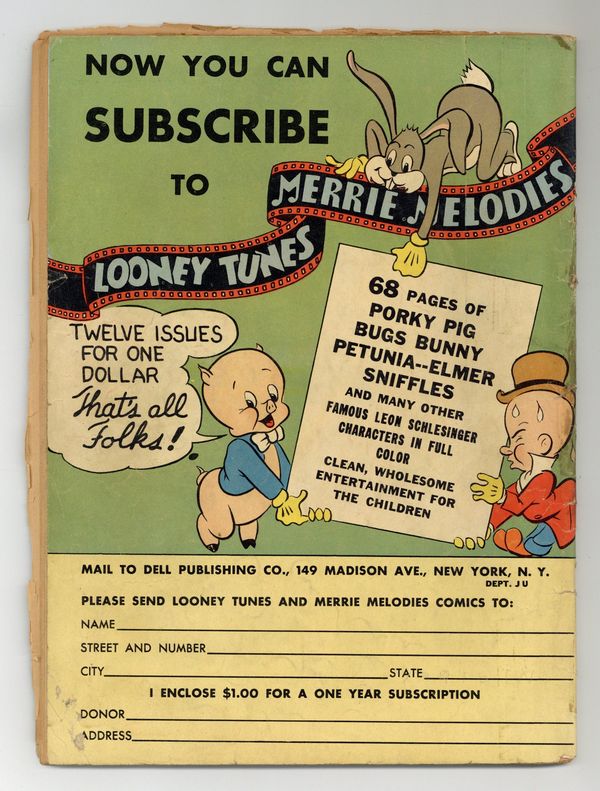 NOW YOU CAN
SUBSCRIBE
TO
MERRIE MELODIES
LOONEY TUNES
TWELVE ISSUES
FOR ONE
DOLLAR
That's all
Folks!
68 PAGES OF
PORKY PIG
BUGS BUNNY
PETUNIA--ELMER
SNIFFLES
AND MANY OTHER
FAMOUS LEON SCHLESINGER
CHARACTERS IN FULL
COLOR
CLEAN, WHOLESOME
ENTERTAINMENT FOR
THE CHILDREN
MAIL TO DELL PUBLISHING CO., 149 MADISON AVE., NEW YORK, N. Y.
DEPT. J U
PLEASE SEND LOONEY TUNES AND MERRIE MELODIES COMICS TO:
NAME
STREET AND NUMBER
CITY STATE
I ENCLOSE $1.00 FOR A ONE YEAR SUBSCRIPTION
DONOR
ADDRESS